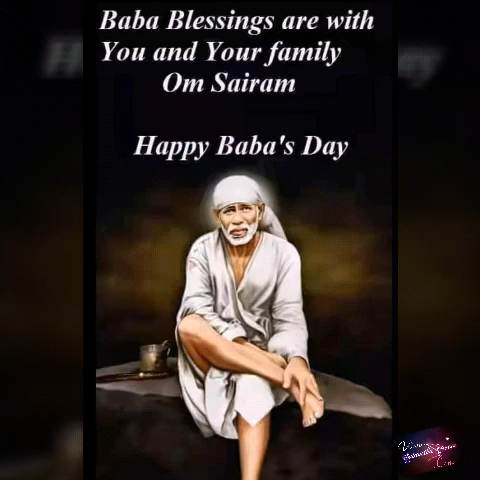 Baba Blessings are with
You and Your family
Om Sairam
Happy Baba's Day